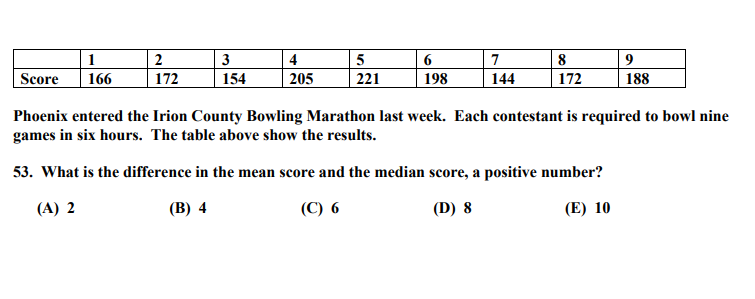 1 2 3 4 5 6 7 8 9
Score 166 172 154 205 221 198 144 172 188
Phoenix entered the Irion County Bowling Marathon last week. Each contestant is required to bowl nine
games in six hours. The table above show the results.
53. What is the difference in the mean score and the median score, a positive number?
(A) 2 (B) 4 (C) 6 (D) 8 (E) 10